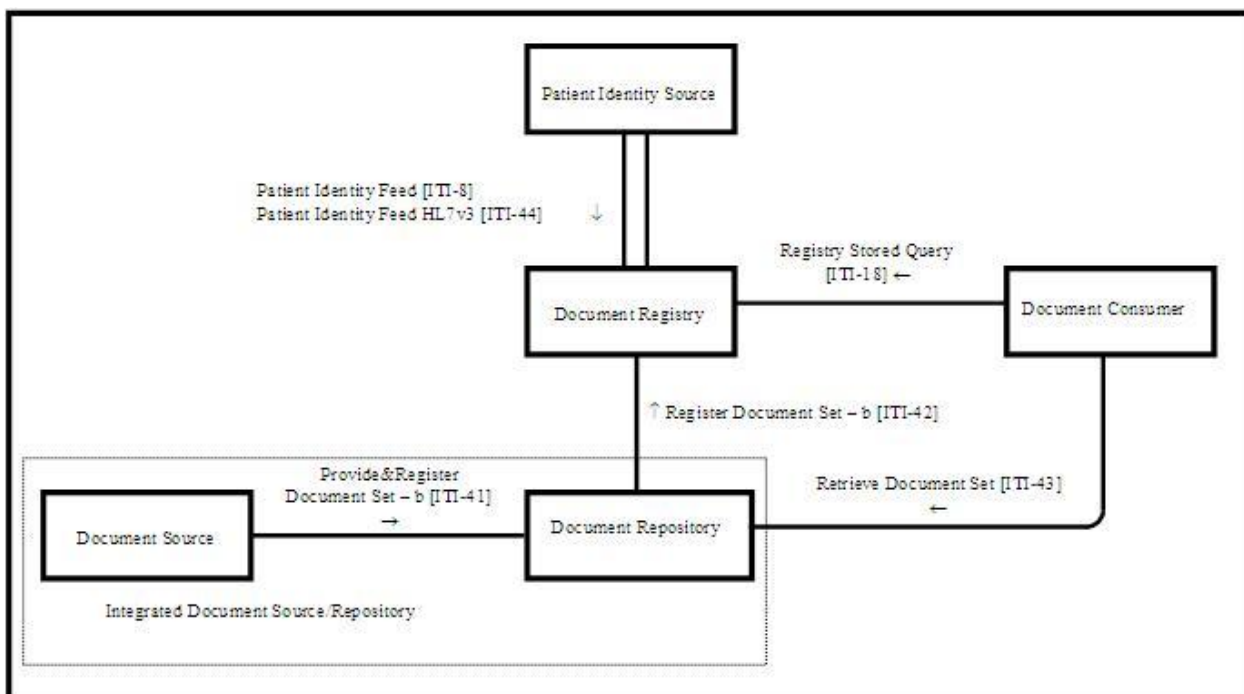 Patient Identity Source
Patient Identity Feed [ITI-8]
Patient Identity Feed HL7v3 [ITI-44] ↓
Registry Stored Query
[ITI-18] ←
Document Registry
Document Consumer
↑ Register Document Set – b [ITI-42]
Provide&Register
Document Set – b [ITI-41]
→
Retrieve Document Set [ITI-43]
←
Document Source
Document Repository
Integrated Document Source/Repository